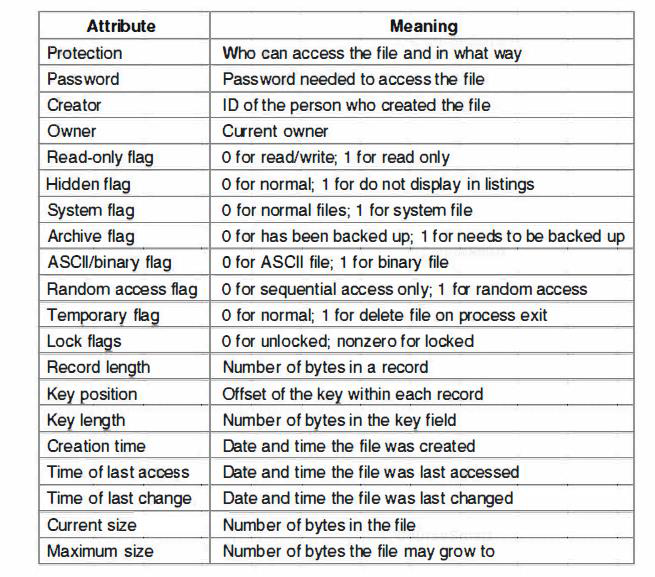 Attribute Meaning
Protection Who can access the file and in what way
Password Password needed to access the file
Creator ID of the person who created the file
Owner Current owner
Read-only flag 0 for read/write; 1 for read only
Hidden flag 0 for normal; 1 for do not display in listings
System flag 0 for normal files; 1 for system file
Archive flag 0 for has been backed up; 1 for needs to be backed up
ASCII/binary flag 0 for ASCII file; 1 for binary file
Random access flag 0 for sequential access only; 1 for random access
Temporary flag 0 for normal; 1 for delete file on process exit
Lock flags 0 for unlocked; nonzero for locked
Record length Number of bytes in a record
Key position Offset of the key within each record
Key length Number of bytes in the key field
Creation time Date and time the file was created
Time of last access Date and time the file was last accessed
Time of last change Date and time the file was last changed
Current size Number of bytes in the file
Maximum size Number of bytes the file may grow to